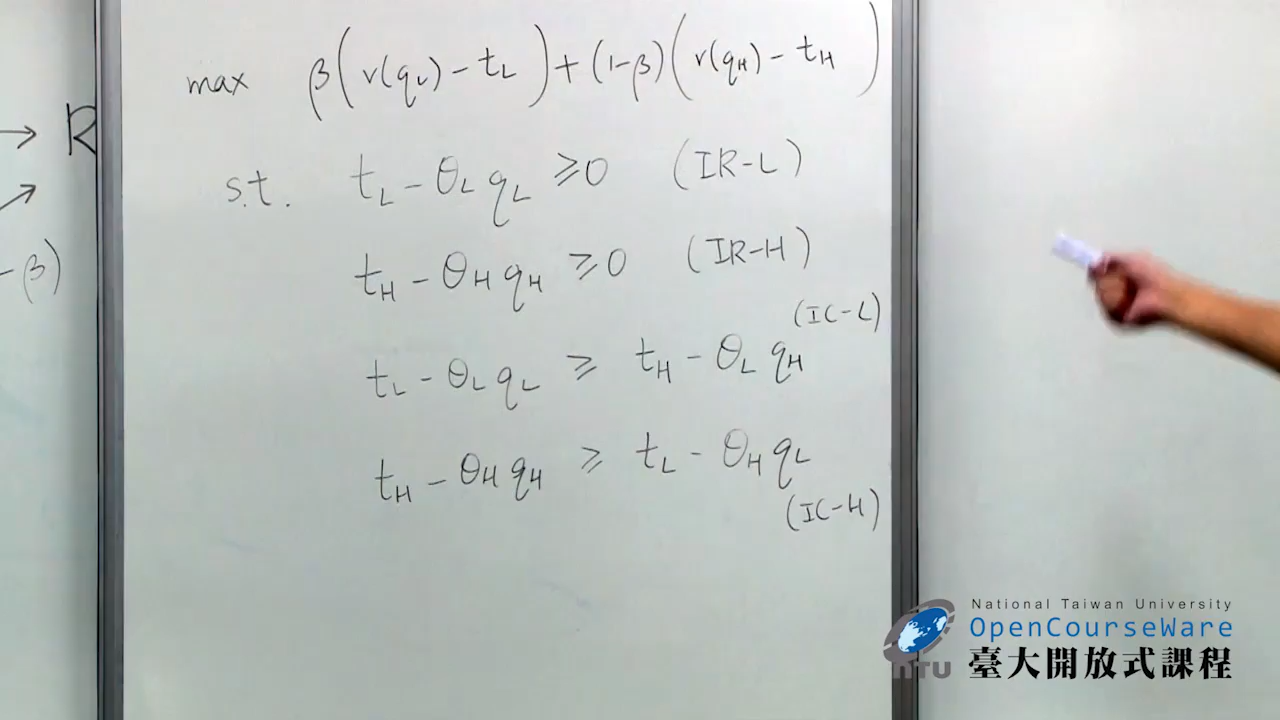 max β(r(q_L) - t_L) + (1-β)(r(q_H) - t_H)
s.t. t_L - θ_L q_L ≥ 0 (IR-L)
t_H - θ_H q_H ≥ 0 (IR-H)
(IC-L)
t_L - θ_L q_L ≥ t_H - θ_L q_H
t_H - θ_H q_H ≥ t_L - θ_H q_L
(IC-H)
→ R
-β)
National Taiwan University
OpenCourseWare
臺大開放式課程
NTU